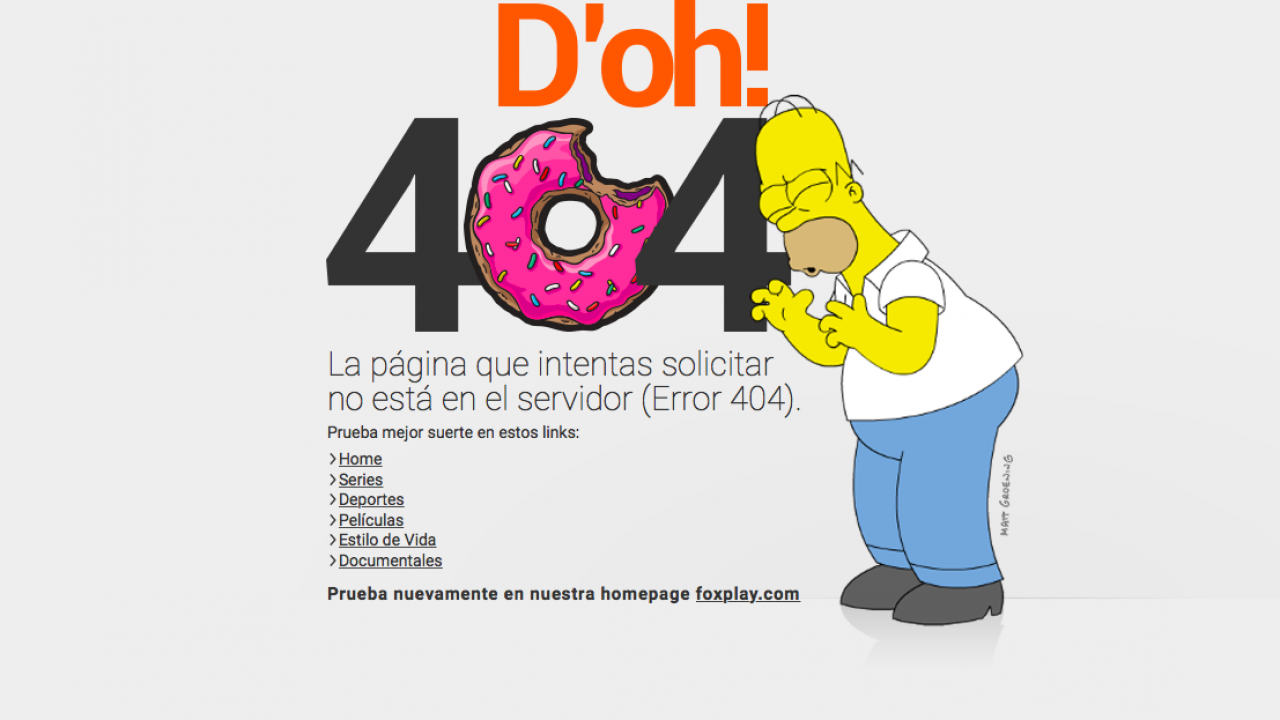 D'oh!
404
La página que intentas solicitar
no está en el servidor (Error 404).
Prueba mejor suerte en estos links:
Home
Series
Deportes
Películas
Estilo de Vida
Documentales
Prueba nuevamente en nuestra homepage foxplay.com
MATT GROENING